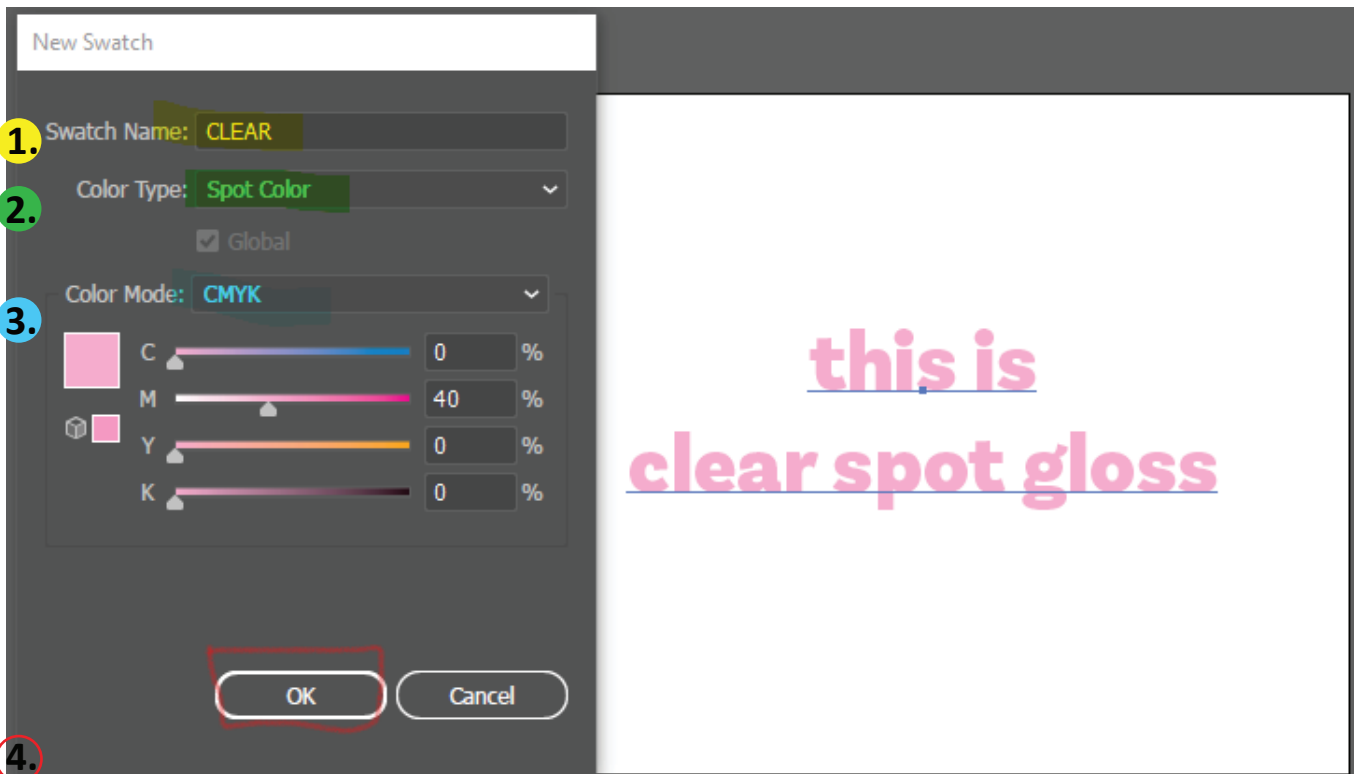 New Swatch
1. Swatch Name: CLEAR
2. Color Type: Spot Color
Global
3. Color Mode: CMYK
C 0 %
M 40 %
Y 0 %
K 0 %
OK Cancel
4.
this is
clear spot gloss